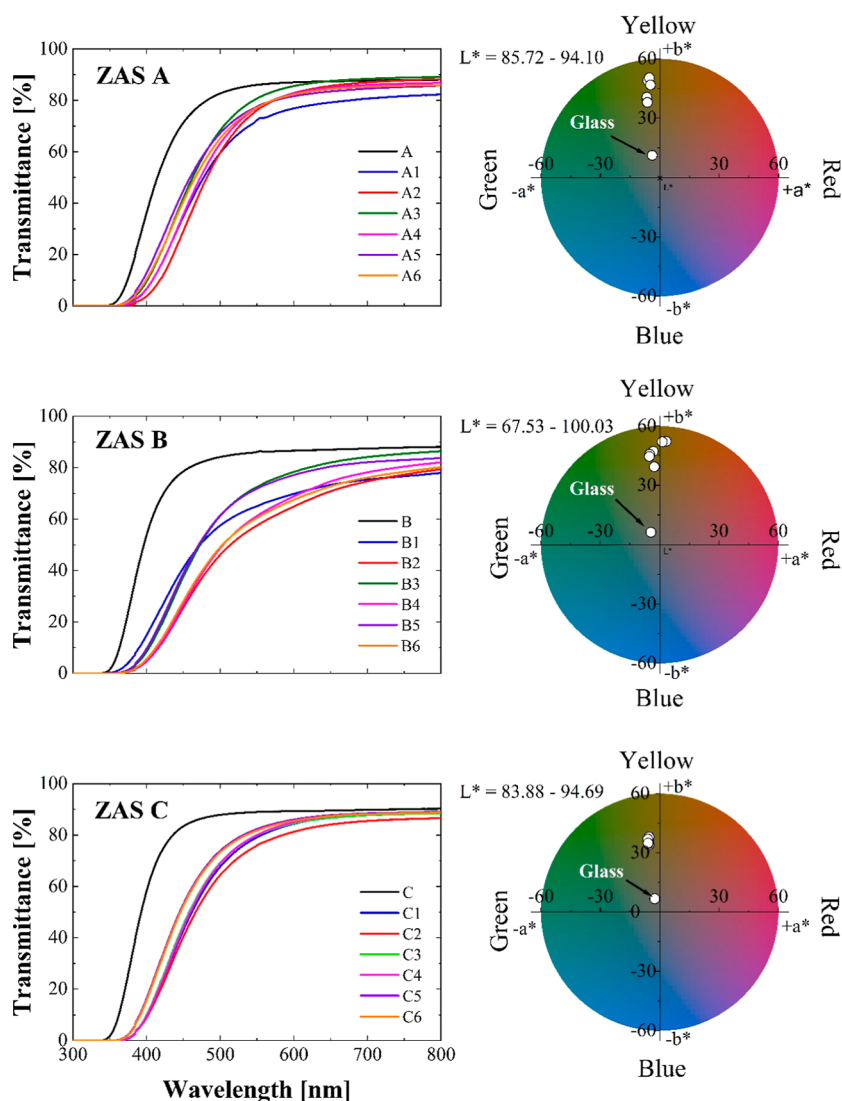 ZAS A
Transmittance [%]
100
80
60
40
20
0
A
A1
A2
A3
A4
A5
A6
Yellow
+b*
L* = 85.72 - 94.10
60
30
Glass
-60
-30
60
Green
-a*
L*
+a*
Red
-30
-60
-b*
Blue
ZAS B
Transmittance [%]
100
80
60
40
20
0
B
B1
B2
B3
B4
B5
B6
Yellow
+b*
L* = 67.53 - 100.03
60
30
Glass
-60
-30
60
Green
-a*
L*
+a*
Red
-30
-60
-b*
Blue
ZAS C
Transmittance [%]
100
80
60
40
20
0
300
400
500
600
700
800
Wavelength [nm]
C
C1
C2
C3
C4
C5
C6
Yellow
+b*
L* = 83.88 - 94.69
60
30
Glass
-60
-30
0
60
Green
-a*
+a*
Red
-30
-60
-b*
Blue